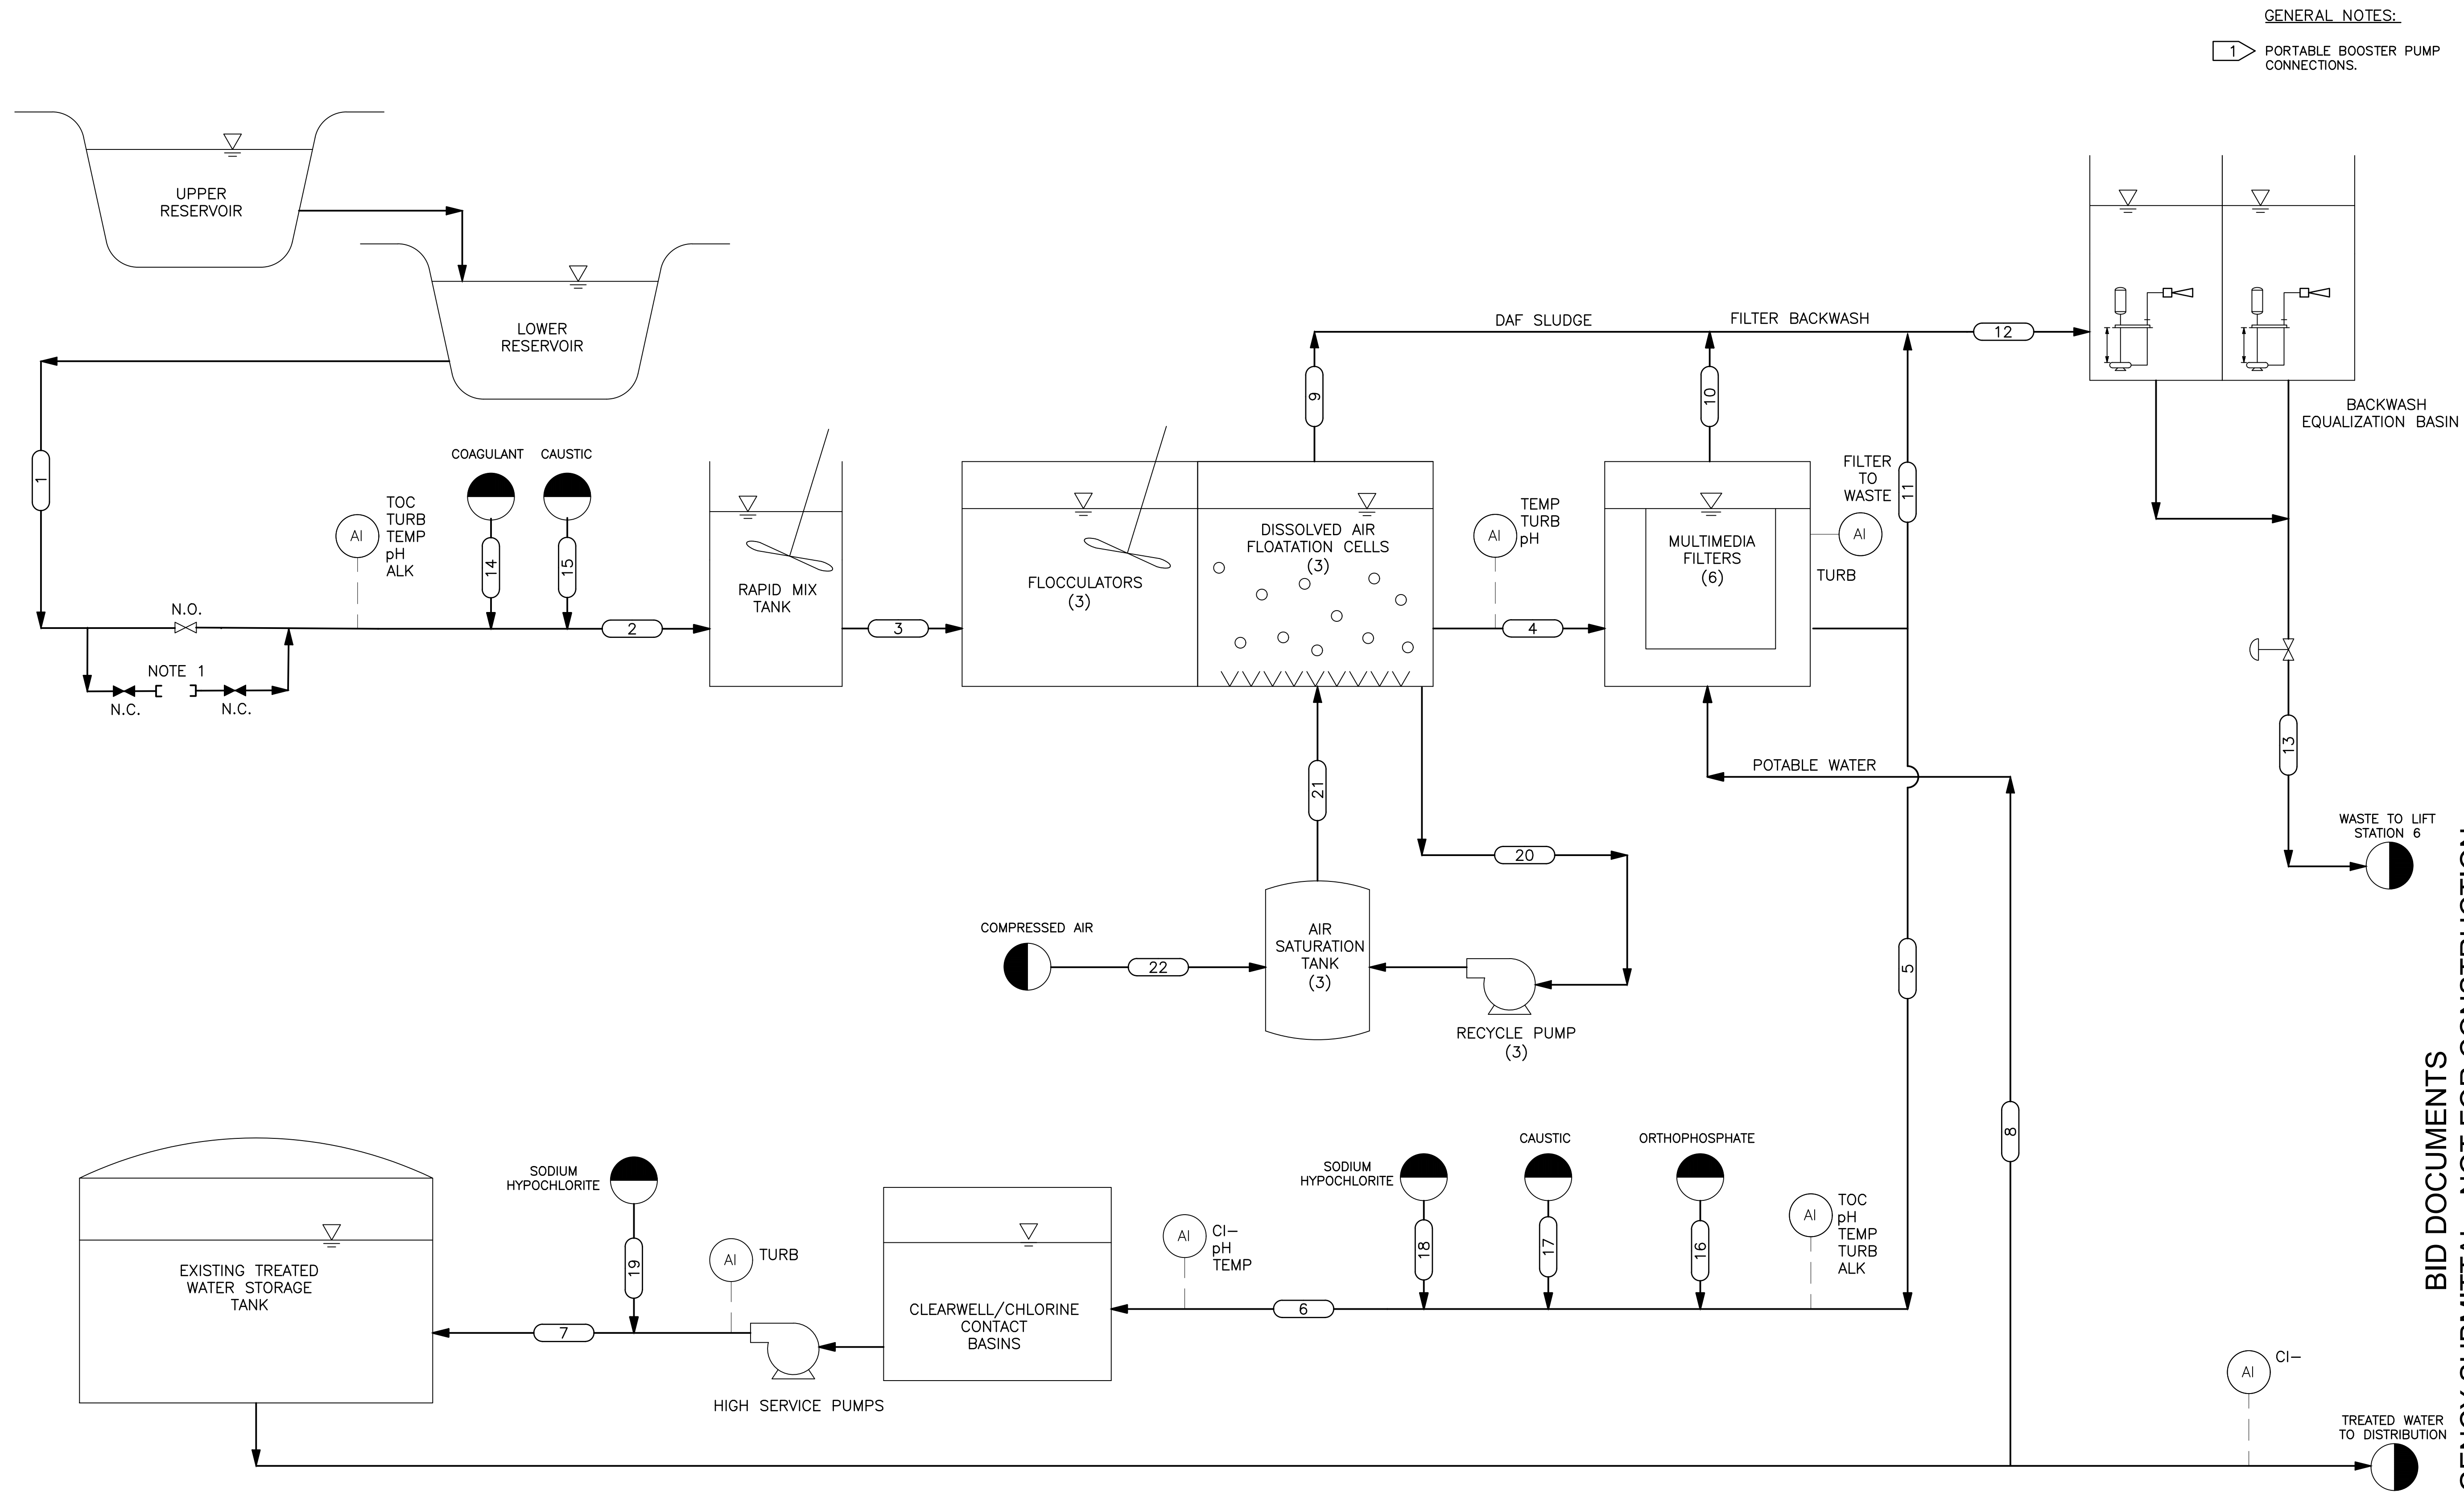 GENERAL NOTES:
1
PORTABLE BOOSTER PUMP
CONNECTIONS.
UPPER
RESERVOIR
LOWER
RESERVOIR
DAF SLUDGE
FILTER BACKWASH
12
9
10
11
BACKWASH
EQUALIZATION BASIN
1
COAGULANT
CAUSTIC
14
15
AI
TOC
TURB
TEMP
pH
ALK
N.O.
NOTE 1
N.C.
N.C.
2
RAPID MIX
TANK
3
FLOCCULATORS
(3)
DISSOLVED AIR
FLOATATION CELLS
(3)
AI
TEMP
TURB
pH
4
MULTIMEDIA
FILTERS
(6)
FILTER
TO
WASTE
AI
TURB
POTABLE WATER
13
WASTE TO LIFT
STATION 6
21
20
COMPRESSED AIR
22
AIR
SATURATION
TANK
(3)
RECYCLE PUMP
(3)
5
8
EXISTING TREATED
WATER STORAGE
TANK
SODIUM
HYPOCHLORITE
19
7
AI
TURB
HIGH SERVICE PUMPS
CLEARWELL/CHLORINE
CONTACT
BASINS
AI
Cl-
pH
TEMP
6
SODIUM
HYPOCHLORITE
18
CAUSTIC
17
ORTHOPHOSPHATE
16
AI
TOC
pH
TEMP
TURB
ALK
AI
Cl-
TREATED WATER
TO DISTRIBUTION
BID DOCUMENTS